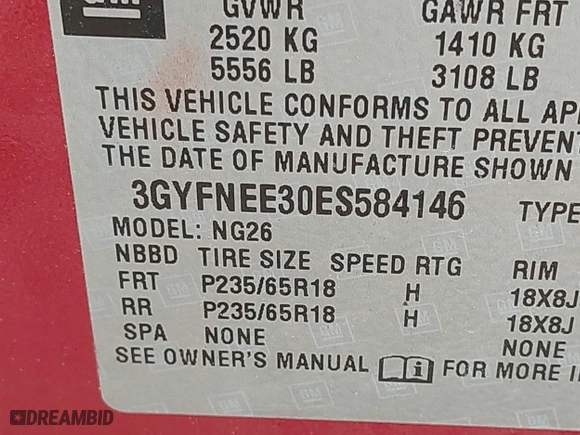 GM
GVWR GAWR FRT
2520 KG 1410 KG
5556 LB 3108 LB
THIS VEHICLE CONFORMS TO ALL
VEHICLE SAFETY AND THEFT
THE DATE OF MANUFACTURE SHOWN
3GYFNEE30ES584146 TYPE
MODEL: NG26
NBBD TIRE SIZE SPEED RTG RIM
FRT P235/65R18 H 18X8J
RR P235/65R18 H 18X8J
SPA NONE NONE
SEE OWNER'S MANUAL i FOR MORE
DREAMBID